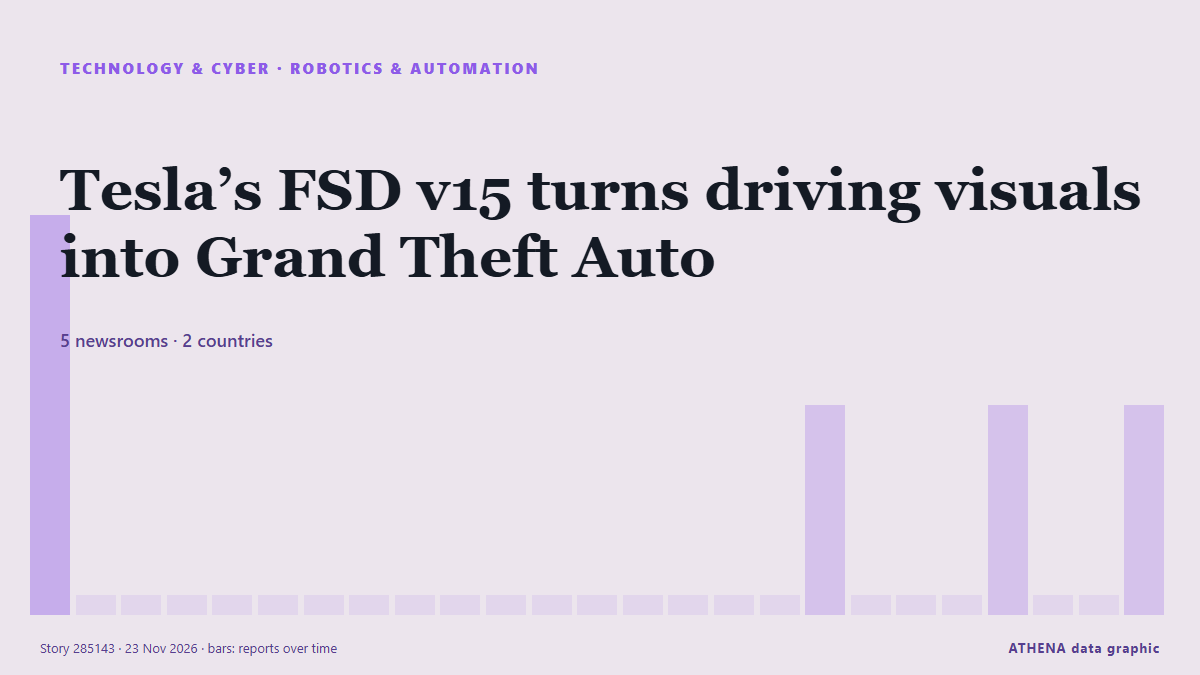 TECHNOLOGY & CYBER · ROBOTICS & AUTOMATION
Tesla’s FSD v15 turns driving visuals
into Grand Theft Auto
5 newsrooms · 2 countries
Story 285143 · 23 Nov 2026 · bars: reports over time
ATHENA data graphic